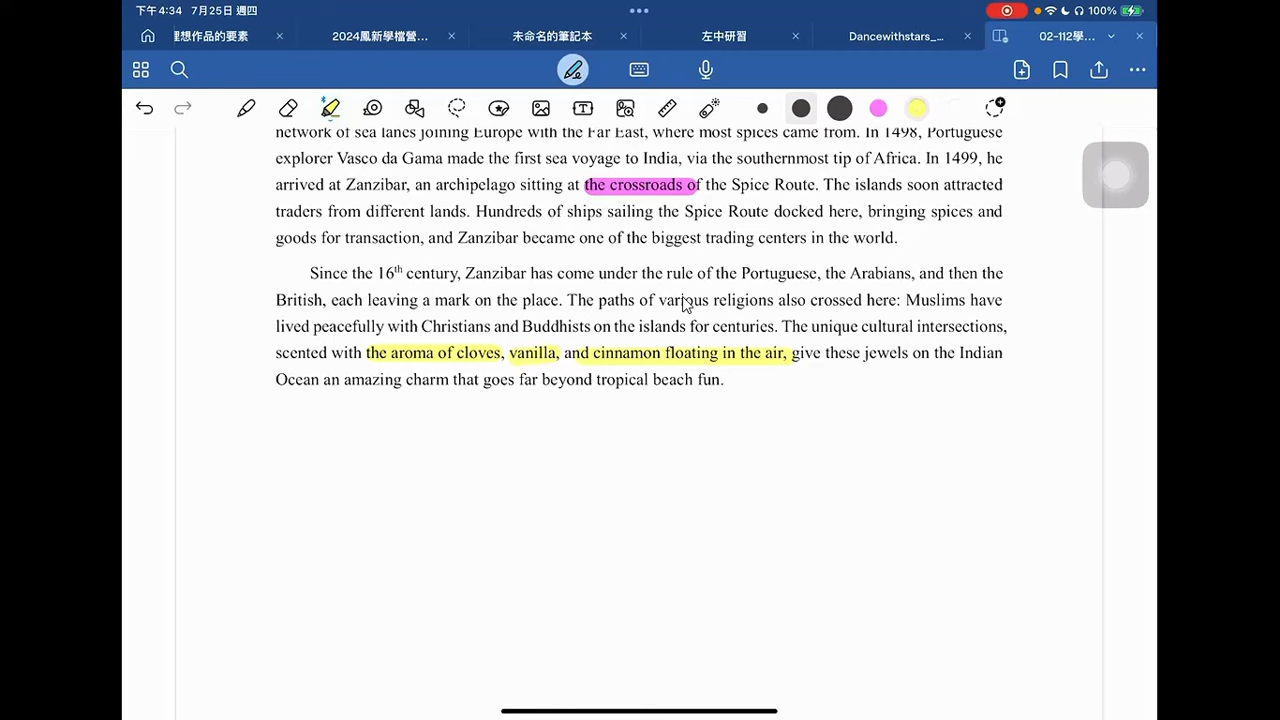 下午4:34 7月25日 週四
100%
理想作品的要素
2024鳳新學檔營...
未命名的筆記本
左中研習
Dancewithstars_...
02-112學...
network of sea lanes joining Europe with the Far East, where most spices came from. In 1498, Portuguese
explorer Vasco da Gama made the first sea voyage to India, via the southernmost tip of Africa. In 1499, he
arrived at Zanzibar, an archipelago sitting at the crossroads of the Spice Route. The islands soon attracted
traders from different lands. Hundreds of ships sailing the Spice Route docked here, bringing spices and
goods for transaction, and Zanzibar became one of the biggest trading centers in the world.
Since the 16th century, Zanzibar has come under the rule of the Portuguese, the Arabians, and then the
British, each leaving a mark on the place. The paths of various religions also crossed here: Muslims have
lived peacefully with Christians and Buddhists on the islands for centuries. The unique cultural intersections,
scented with the aroma of cloves, vanilla, and cinnamon floating in the air, give these jewels on the Indian
Ocean an amazing charm that goes far beyond tropical beach fun.